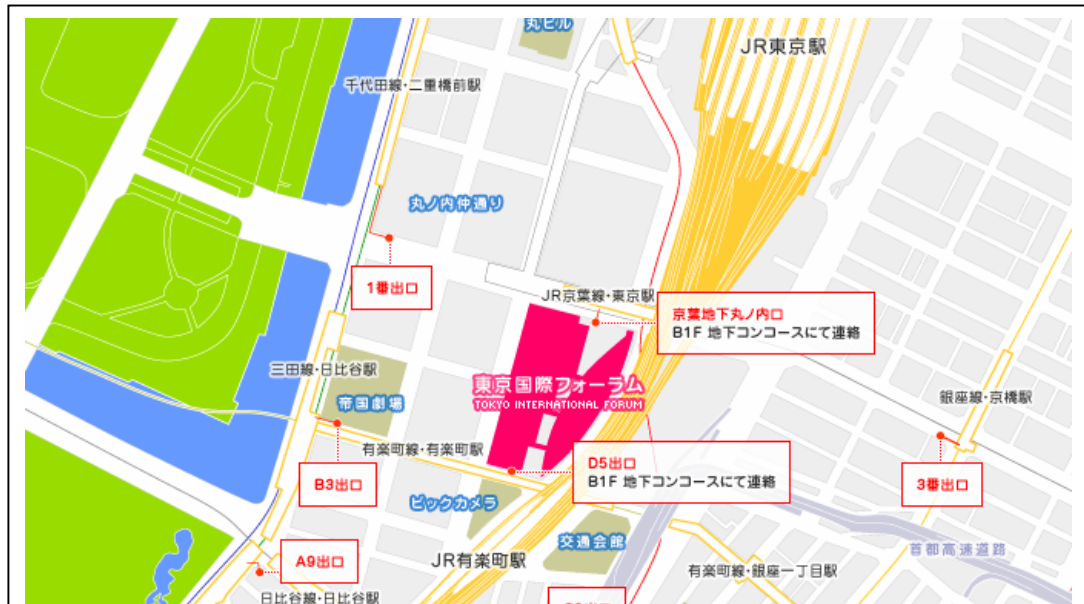 丸ビル
JR東京駅
千代田線・二重橋前駅
丸ノ内仲通り
1番出口
JR京葉線・東京駅
京葉地下丸ノ内口
B1F 地下コンコースにて連絡
三田線・日比谷駅
東京国際フォーラム
TOKYO INTERNATIONAL FORUM
帝国劇場
銀座線・京橋駅
有楽町線・有楽町駅
D5出口
B1F 地下コンコースにて連絡
B3出口
3番出口
ビックカメラ
交通会館
首都高速道路
A9出口
JR有楽町駅
有楽町線・銀座一丁目駅
日比谷線・日比谷駅